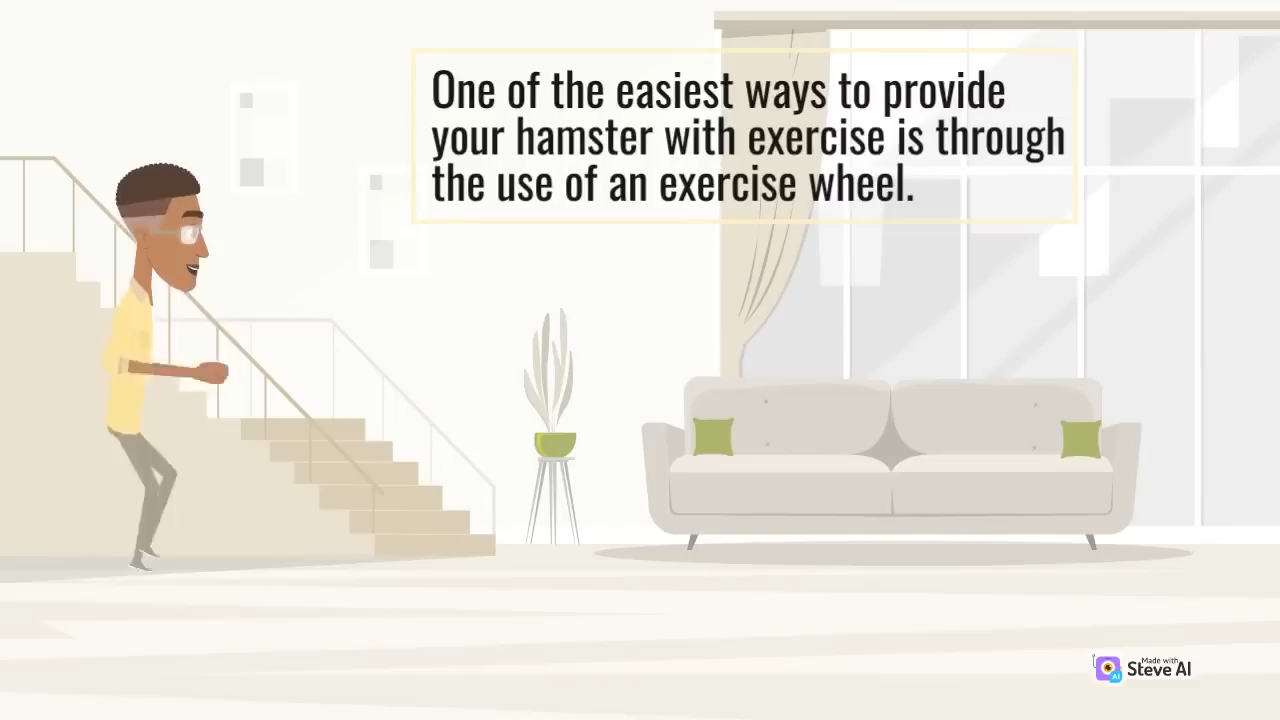 One of the easiest ways to provide
your hamster with exercise is through
the use of an exercise wheel.
Made with
Steve AI
AI